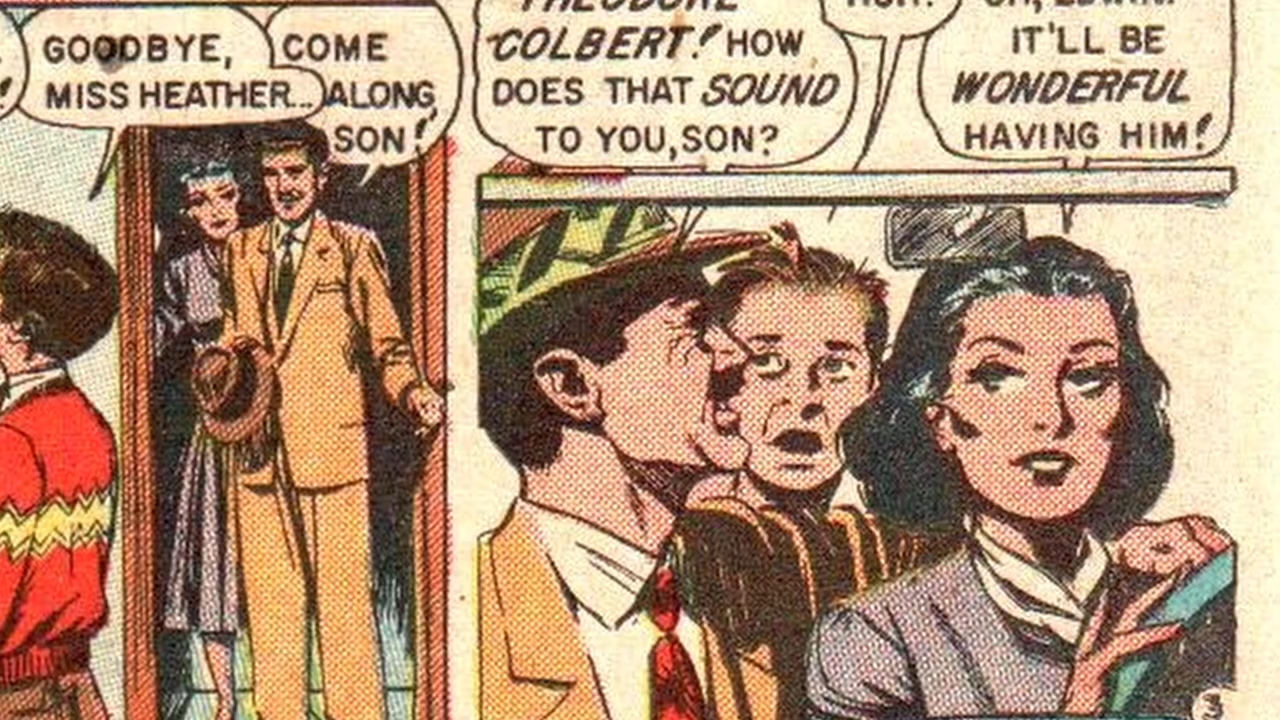 GOODBYE,
MISS HEATHER...
COME
ALONG,
SON!
THEODORE
COLBERT! HOW
DOES THAT SOUND
TO YOU, SON?
IT'LL BE
WONDERFUL
HAVING HIM!